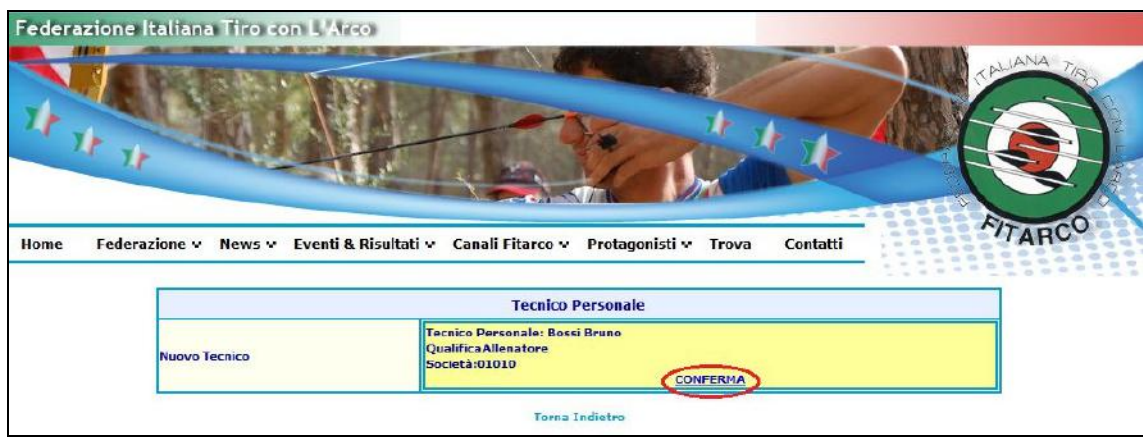 Federazione Italiana Tiro con L'Arco
ITALIANA TIRO CON L'ARCO
FITARCO
Home Federazione News Eventi & Risultati Canali Fitarco Protagonisti Trova Contatti
Tecnico Personale
Nuovo Tecnico
Tecnico Personale: Bossi Bruno
QualificaAllenatore
Società:01010
CONFERMA
Torna Indietro